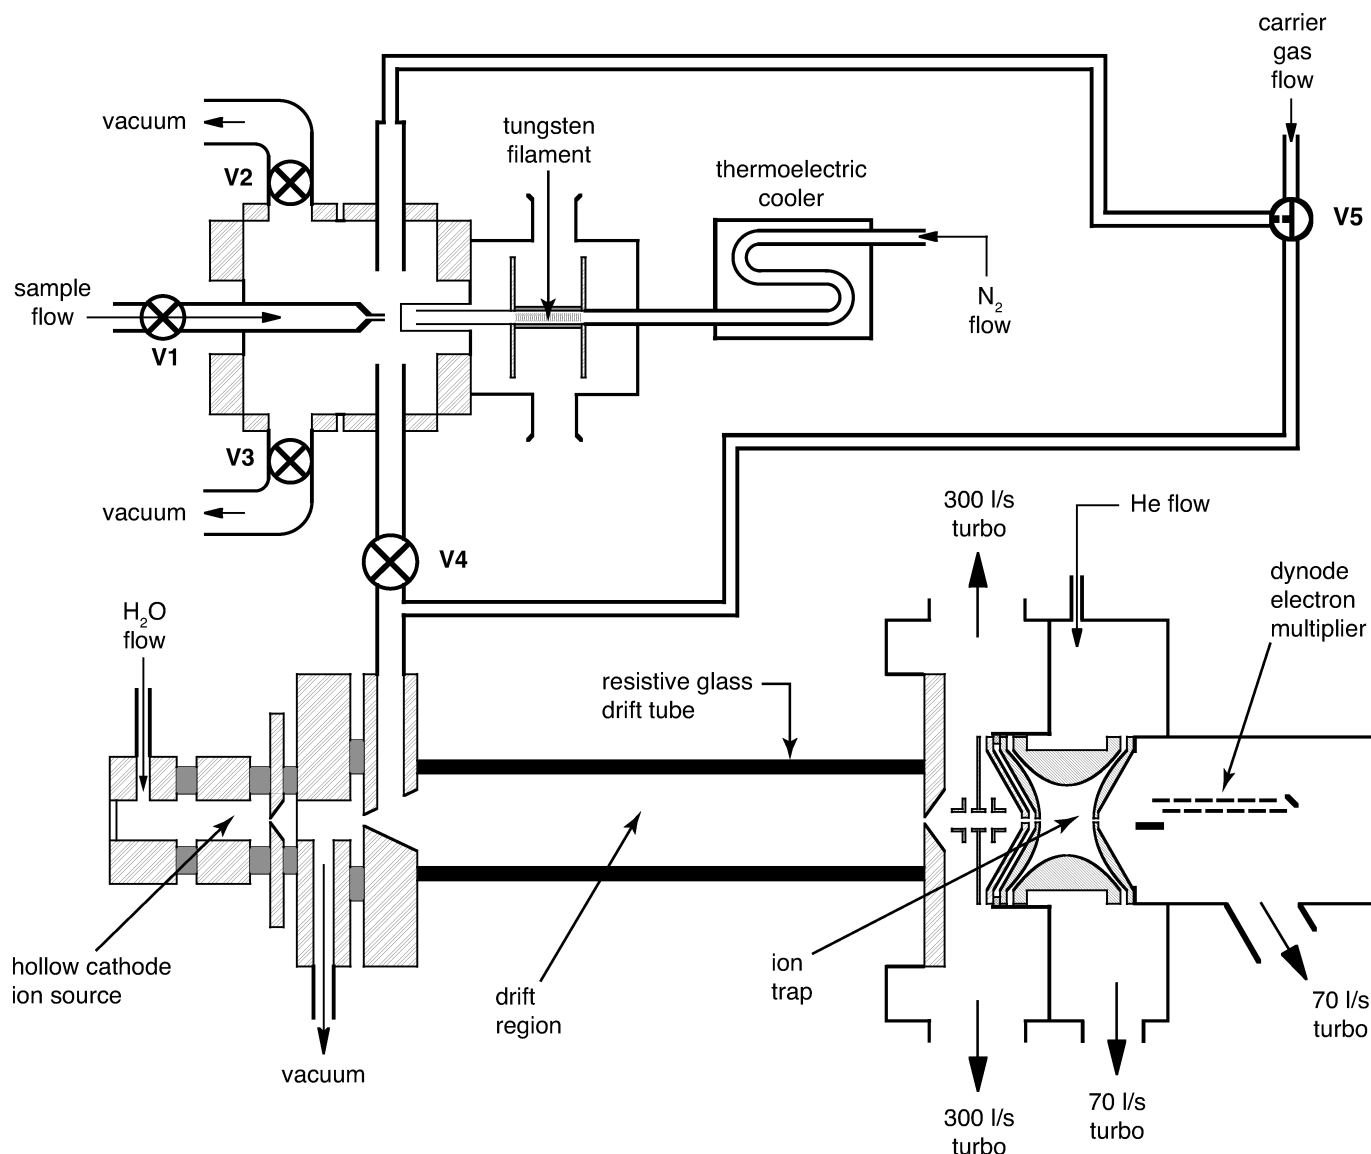 carrier
gas
flow
vacuum
tungsten
filament
thermoelectric
cooler
V2
V5
sample
flow
N2
flow
V1
V3
vacuum
300 l/s
turbo
He flow
V4
dynode
electron
multiplier
H2O
flow
resistive glass
drift tube
hollow cathode
ion source
ion
trap
drift
region
70 l/s
turbo
vacuum
300 l/s
turbo
70 l/s
turbo